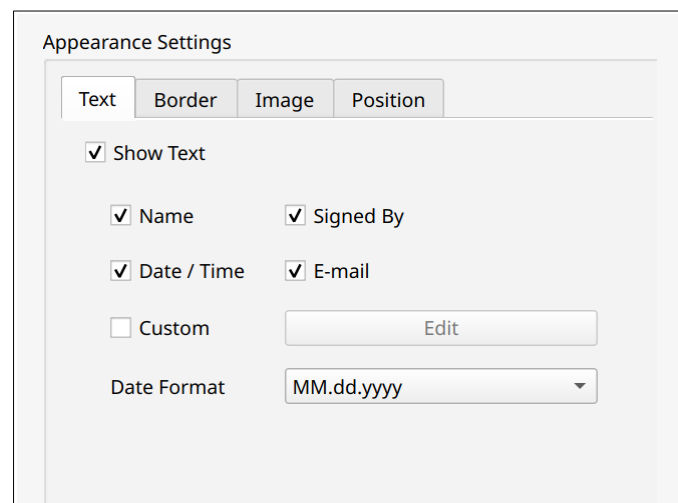 Appearance Settings
Text Border Image Position
Show Text
Name Signed By
Date / Time E-mail
Custom Edit
Date Format MM.dd.yyyy